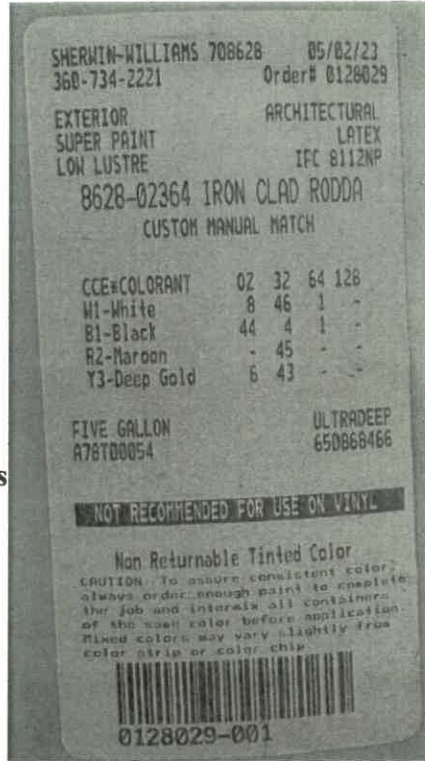 SHERWIN-WILLIAMS 708628 05/02/23
360-734-2221 Order# 0128029
EXTERIOR ARCHITECTURAL
SUPER PAINT LATEX
LOW LUSTRE IFC 8112NP
8628-02364 IRON CLAD RODDA
CUSTOM MANUAL MATCH
CCE*COLORANT OZ 32 64 128
W1-White 8 46 1 -
B1-Black 44 4 1 -
R2-Maroon - 45 - -
Y3-Deep Gold 6 43 - -
FIVE GALLON ULTRADEEP
A78T00054 650868466
s
NOT RECOMMENDED FOR USE ON VINYL
Non Returnable Tinted Color
CAUTION: To assure consistent color,
always order enough paint to complete
the job and intermix all containers
of the same color before application.
Mixed colors may vary slightly from
color strip or color chip.
0128029-001